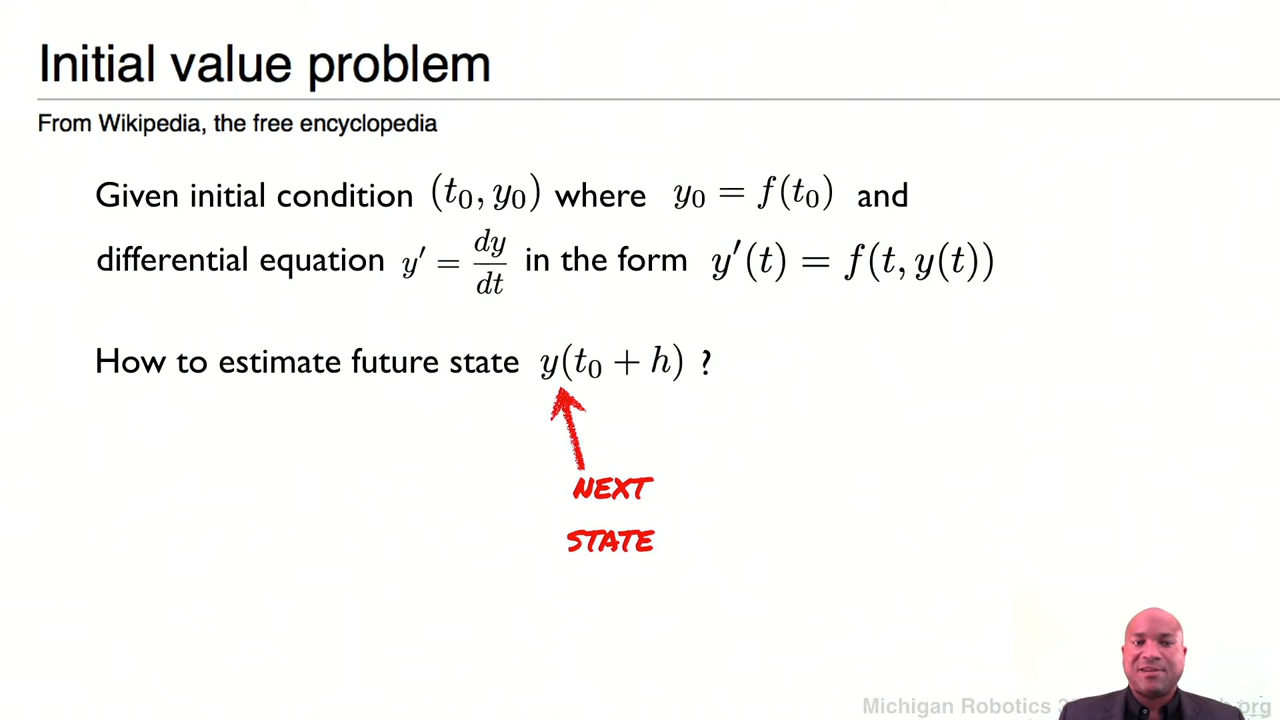 Initial value problem
From Wikipedia, the free encyclopedia
Given initial condition (t₀, y₀) where y₀ = f(t₀) and
differential equation y′ = dy/dt in the form y′(t) = f(t, y(t))
How to estimate future state y(t₀ + h) ?
NEXT
STATE
Michigan Robotics
org